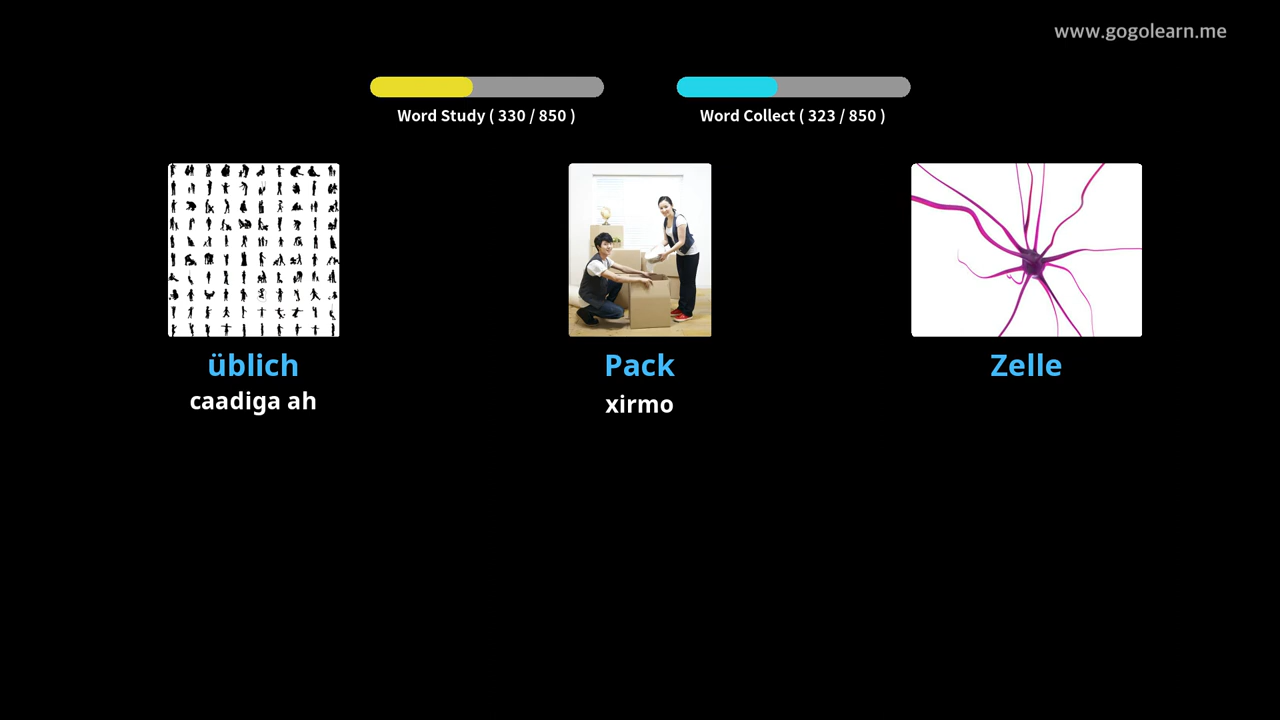 www.gogolearn.me
Word Study ( 330 / 850 )
Word Collect ( 323 / 850 )
üblich
caadiga ah
Pack
xirmo
Zelle